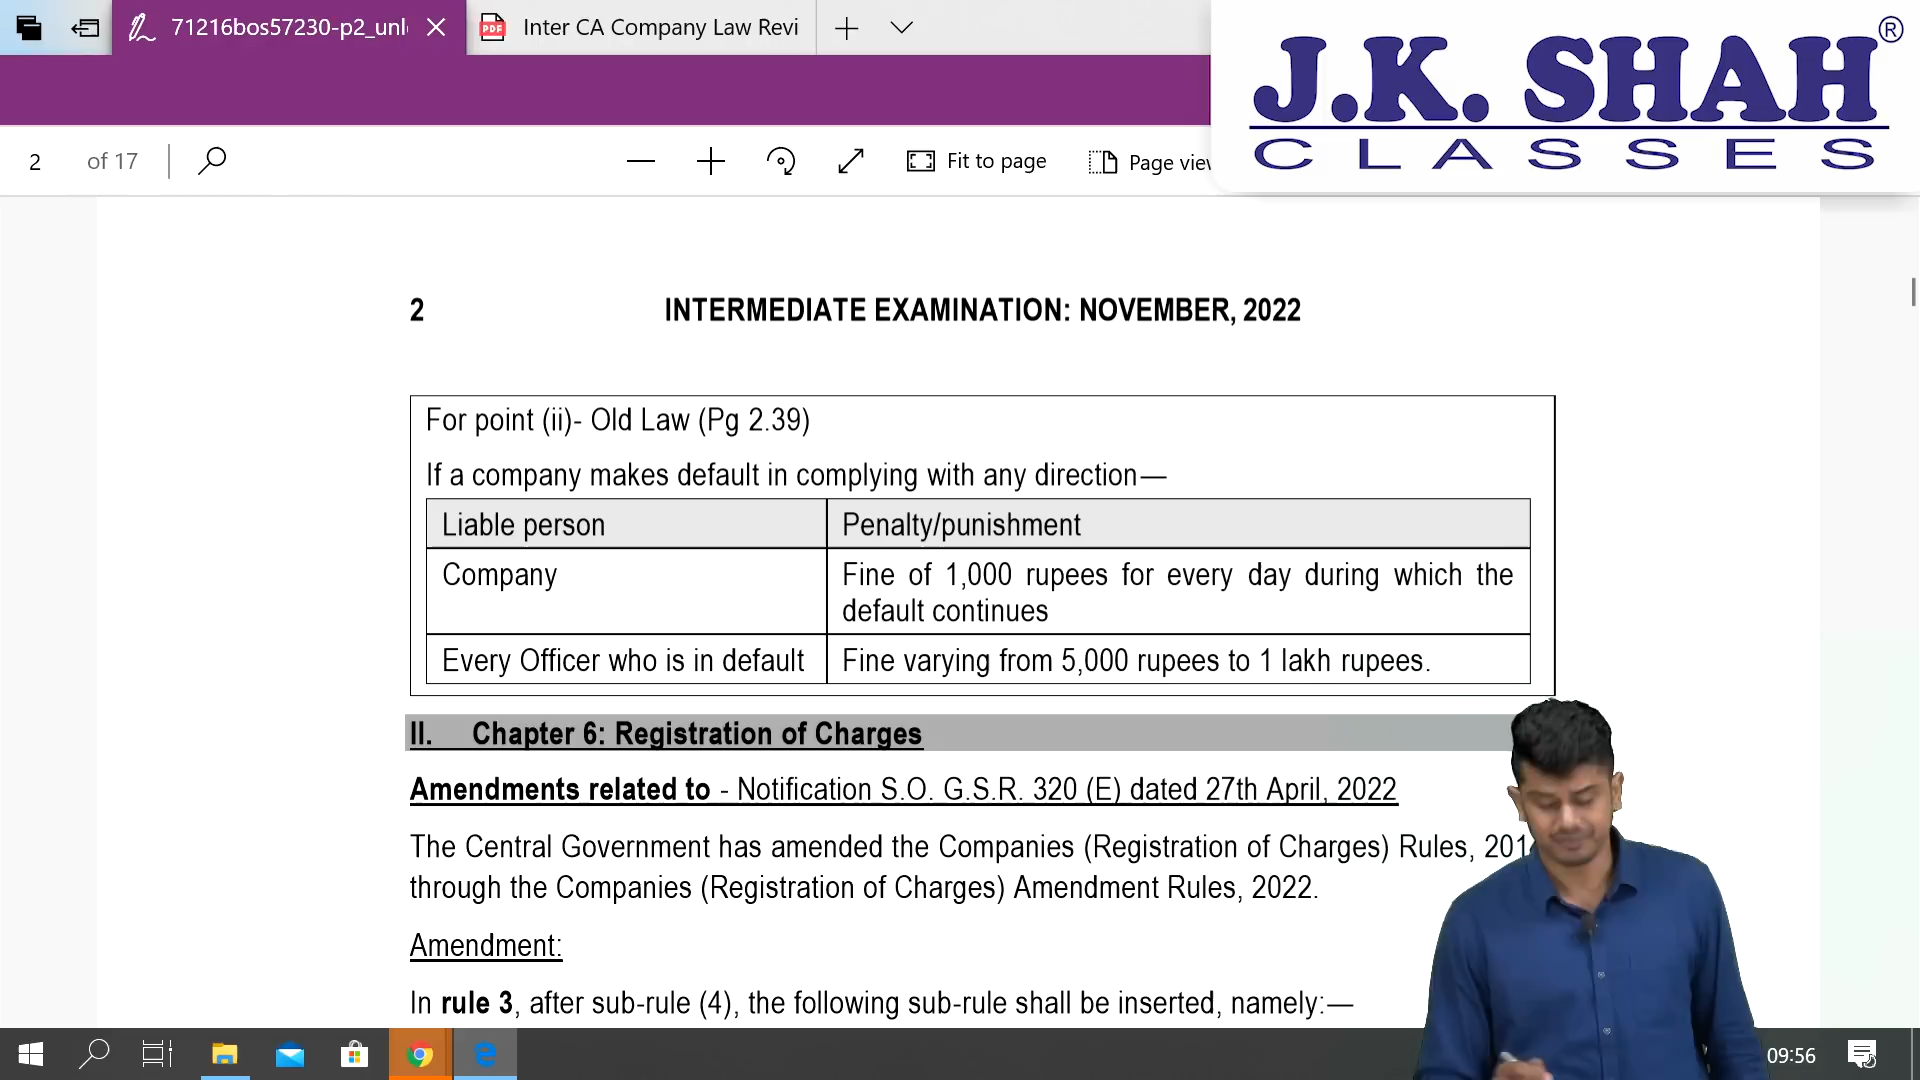 71216bos57230-p2_unl
Inter CA Company Law Revi
J.K. SHAH ®
CLASSES
2 of 17
Fit to page
Page view
2 INTERMEDIATE EXAMINATION: NOVEMBER, 2022
For point (ii)- Old Law (Pg 2.39)
If a company makes default in complying with any direction—
Liable person Penalty/punishment
Company Fine of 1,000 rupees for every day during which the
default continues
Every Officer who is in default Fine varying from 5,000 rupees to 1 lakh rupees.
II. Chapter 6: Registration of Charges
Amendments related to - Notification S.O. G.S.R. 320 (E) dated 27th April, 2022
The Central Government has amended the Companies (Registration of Charges) Rules, 201
through the Companies (Registration of Charges) Amendment Rules, 2022.
Amendment:
In rule 3, after sub-rule (4), the following sub-rule shall be inserted, namely:—
09:56